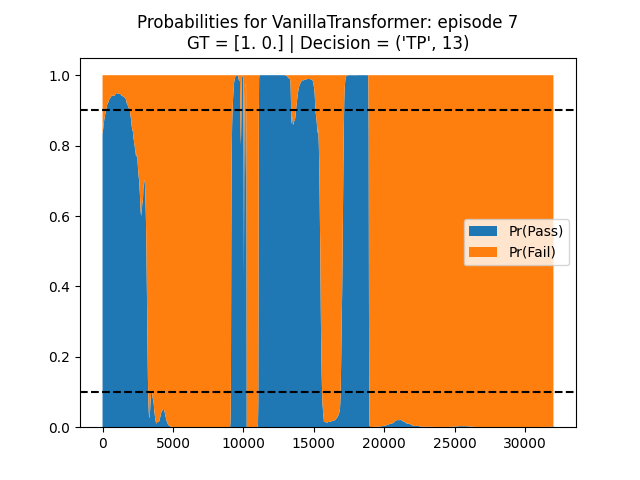 Probabilities for VanillaTransformer: episode 7
GT = [1. 0.] | Decision = ('TP', 13)
1.0
0.8
0.6
0.4
0.2
0.0
Pr(Pass)
Pr(Fail)
0 5000 10000 15000 20000 25000 30000